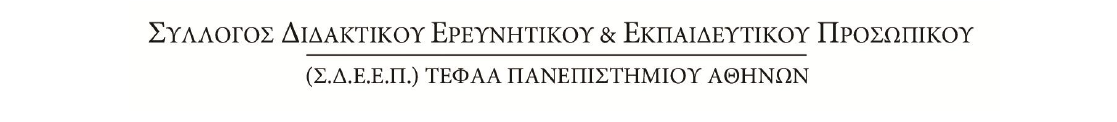 ΣΥΛΛΟΓΟΣ ΔΙΔΑΚΤΙΚΟΥ ΕΡΕΥΝΗΤΙΚΟΥ & ΕΚΠΑΙΔΕΥΤΙΚΟΥ ΠΡΟΣΩΠΙΚΟΥ
(Σ.Δ.Ε.Ε.Π.) ΤΕΦΑΑ ΠΑΝΕΠΙΣΤΗΜΙΟΥ ΑΘΗΝΩΝ